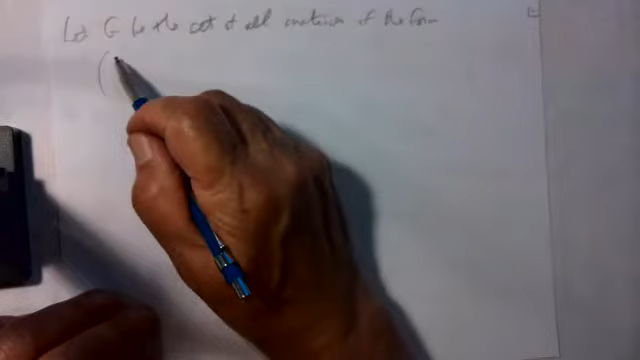 Let G be the set of all matrices of the form
(